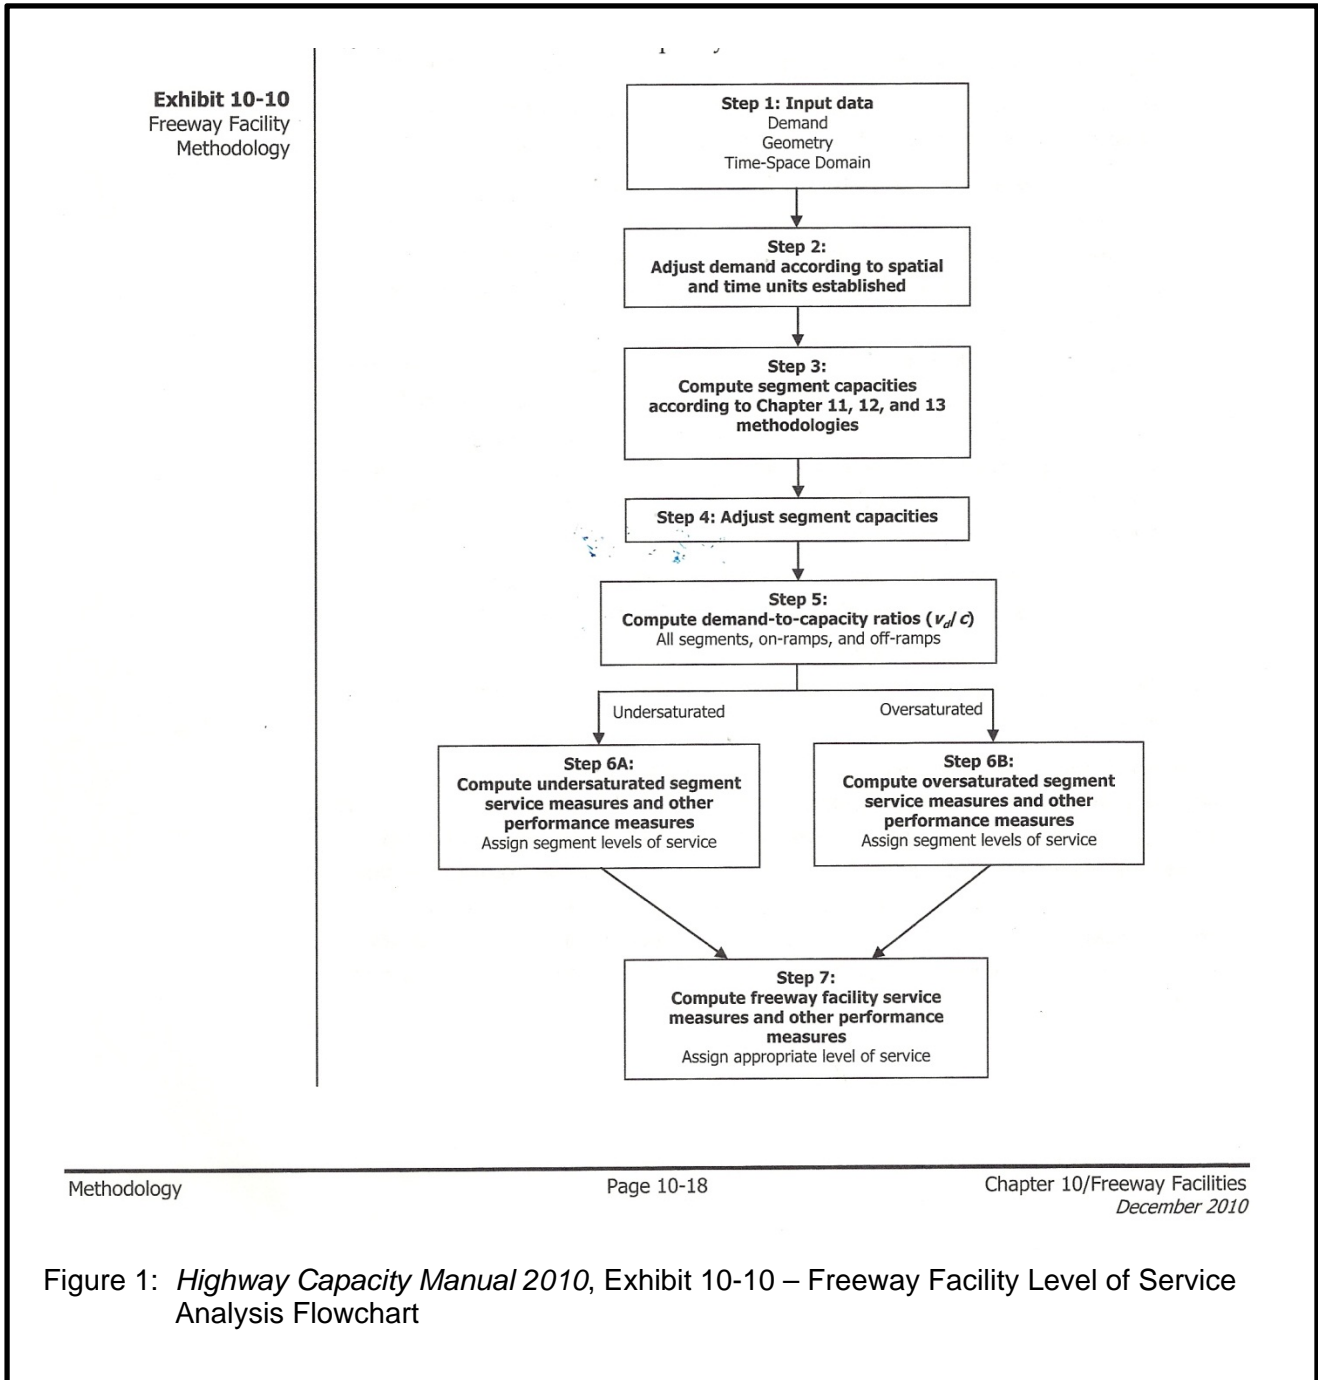 Exhibit 10-10
Freeway Facility
Methodology
Step 1: Input data
Demand
Geometry
Time-Space Domain
Step 2:
Adjust demand according to spatial
and time units established
Step 3:
Compute segment capacities
according to Chapter 11, 12, and 13
methodologies
Step 4: Adjust segment capacities
Step 5:
Compute demand-to-capacity ratios (vd/c)
All segments, on-ramps, and off-ramps
Undersaturated
Oversaturated
Step 6A:
Compute undersaturated segment
service measures and other
performance measures
Assign segment levels of service
Step 6B:
Compute oversaturated segment
service measures and other
performance measures
Assign segment levels of service
Step 7:
Compute freeway facility service
measures and other performance
measures
Assign appropriate level of service
Methodology
Page 10-18
Chapter 10/Freeway Facilities
December 2010
Figure 1: Highway Capacity Manual 2010, Exhibit 10-10 – Freeway Facility Level of Service
Analysis Flowchart